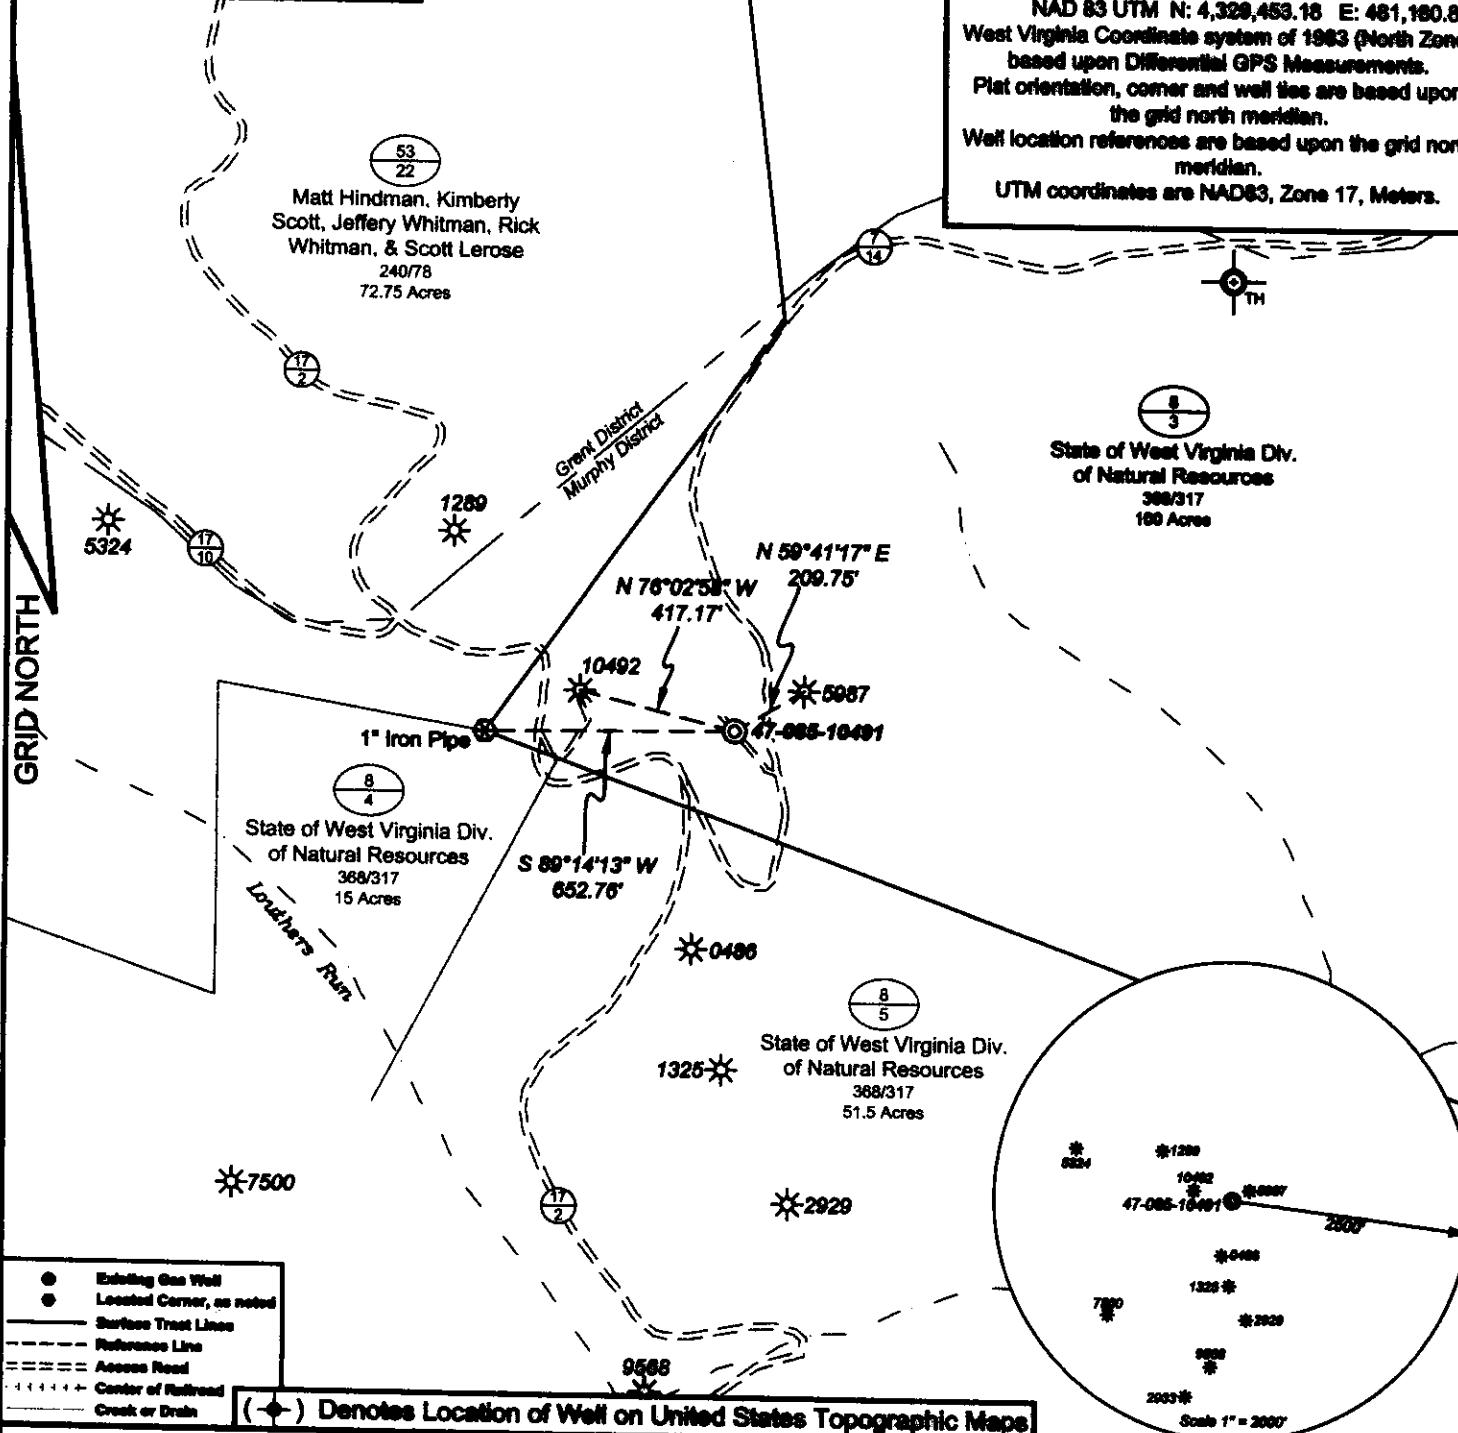 NAD 83 UTM N: 4,329,453.18 E: 481,160.8
West Virginia Coordinate system of 1983 (North Zone
based upon Differential GPS Measurements.
Plat orientation, corner and well ties are based upon
the grid north meridian.
Well location references are based upon the grid nor
meridian.
UTM coordinates are NAD83, Zone 17, Meters.
53
22
Matt Hindman, Kimberly
Scott, Jeffery Whitman, Rick
Whitman, & Scott Lerose
240/78
72.75 Acres
7
14
TH
17
2
8
3
State of West Virginia Div.
of Natural Resources
368/317
160 Acres
Grant District
Murphy District
1289
5324
17
10
N 59°41'17" E
209.75'
N 76°02'58" W
417.17'
GRID NORTH
10492
5987
47-085-10491
1" Iron Pipe
8
4
State of West Virginia Div.
of Natural Resources
368/317
15 Acres
S 89°14'13" W
652.76'
Louthers Run
0486
8
5
State of West Virginia Div.
of Natural Resources
368/317
51.5 Acres
1325
7500
17
2
2929
9568
5324
1289
10492
5987
47-085-10491
2500'
0486
1325
7500
2929
9568
2933
Scale 1" = 2000'
Existing Gas Well
Located Corner, as noted
Surface Tract Lines
Reference Line
Access Road
Center of Railroad
Creek or Drain
( ) Denotes Location of Well on United States Topographic Maps